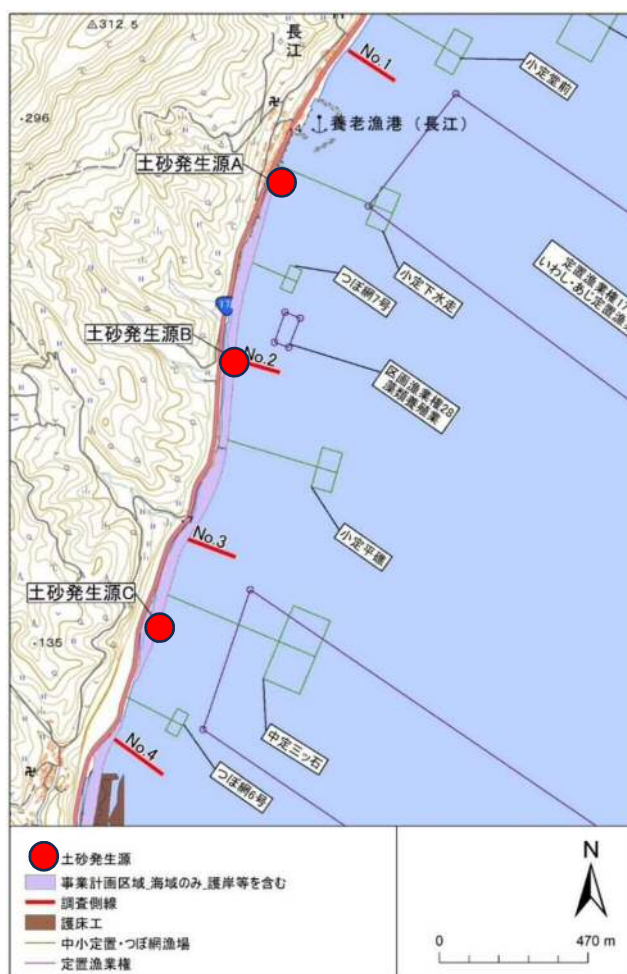 △312.5
長江
No.1
小定堂前
・296
卍
養老漁港（長江）
土砂発生源A
定置漁業権17
いわし・あじ定置漁
小定下水走
つぼ網7号
土砂発生源B
No.2
区画漁業権28
藻類養殖業
小定平礁
No.3
土砂発生源C
・135
中定三ッ石
No.4
つぼ網6号
卍
土砂発生源
事業計画区域_海域のみ_護岸等を含む
調査側線
護床工
中小定置・つぼ網漁場
定置漁業権
N
0 470 m